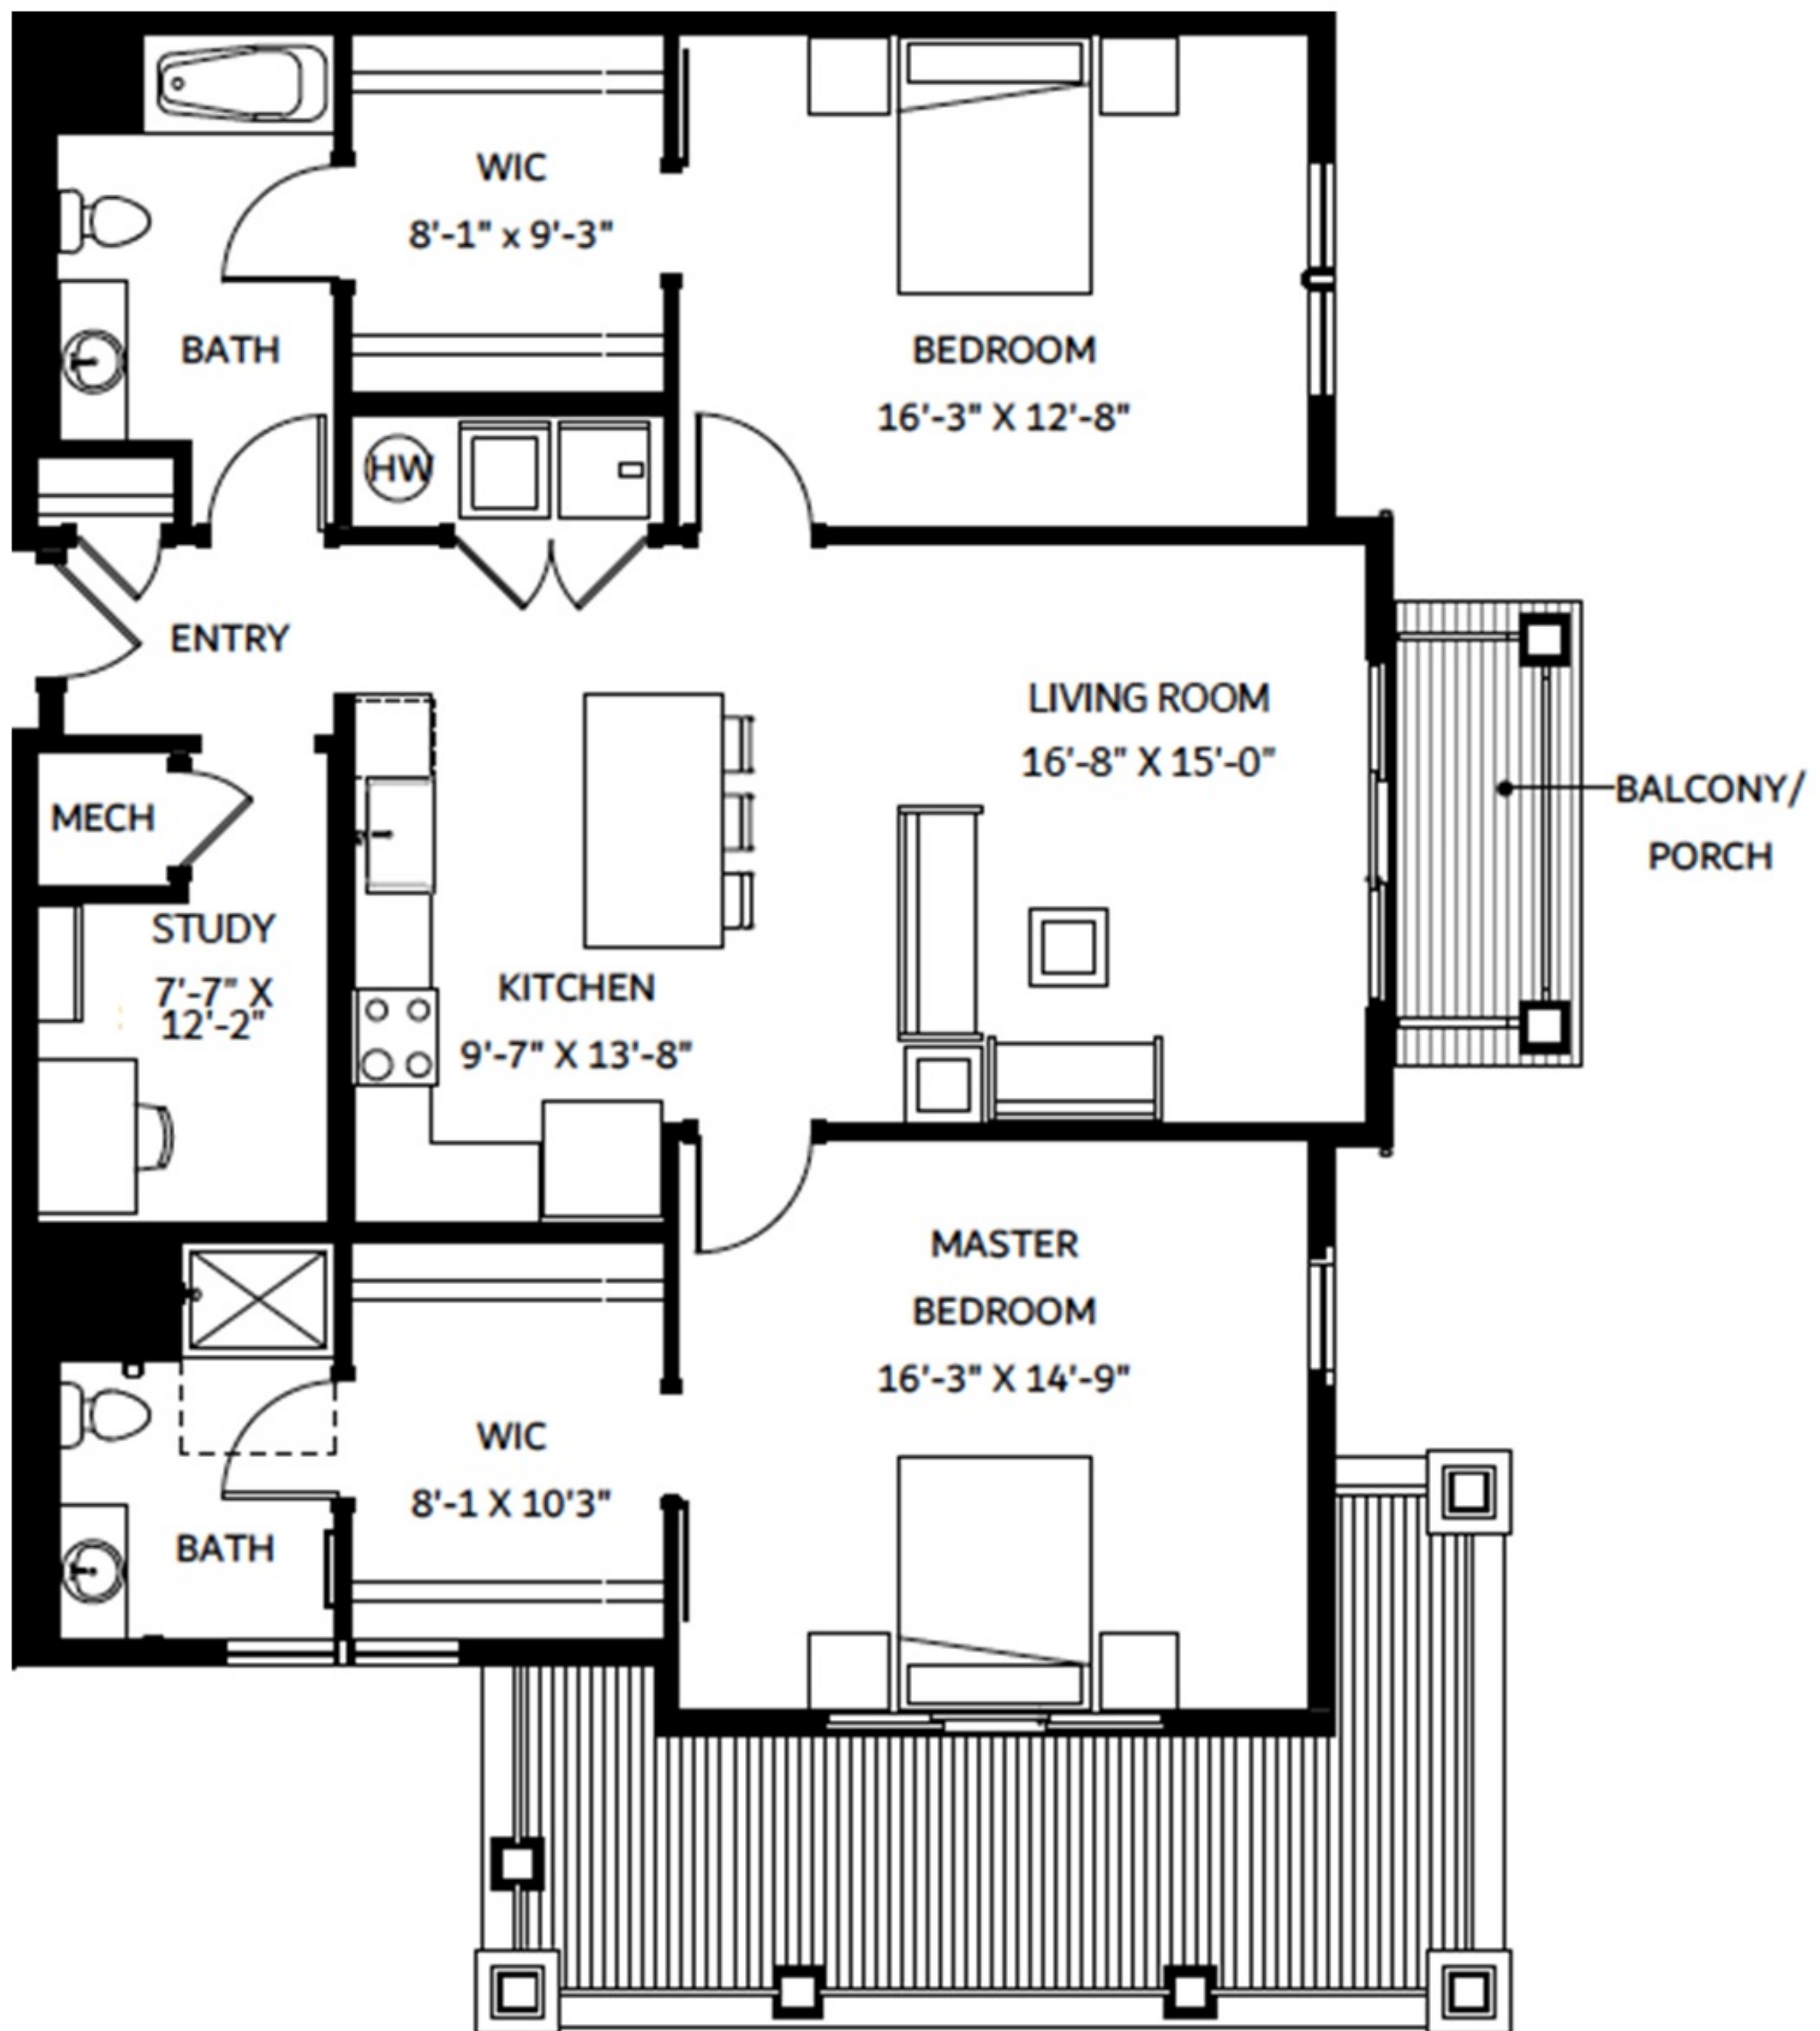 WIC
8'-1" x 9'-3"
BATH
BEDROOM
16'-3" X 12'-8"
HW
ENTRY
LIVING ROOM
16'-8" X 15'-0"
BALCONY/
PORCH
MECH
STUDY
7'-7" X
12'-2"
KITCHEN
9'-7" X 13'-8"
MASTER
BEDROOM
16'-3" X 14'-9"
WIC
8'-1 X 10'3"
BATH